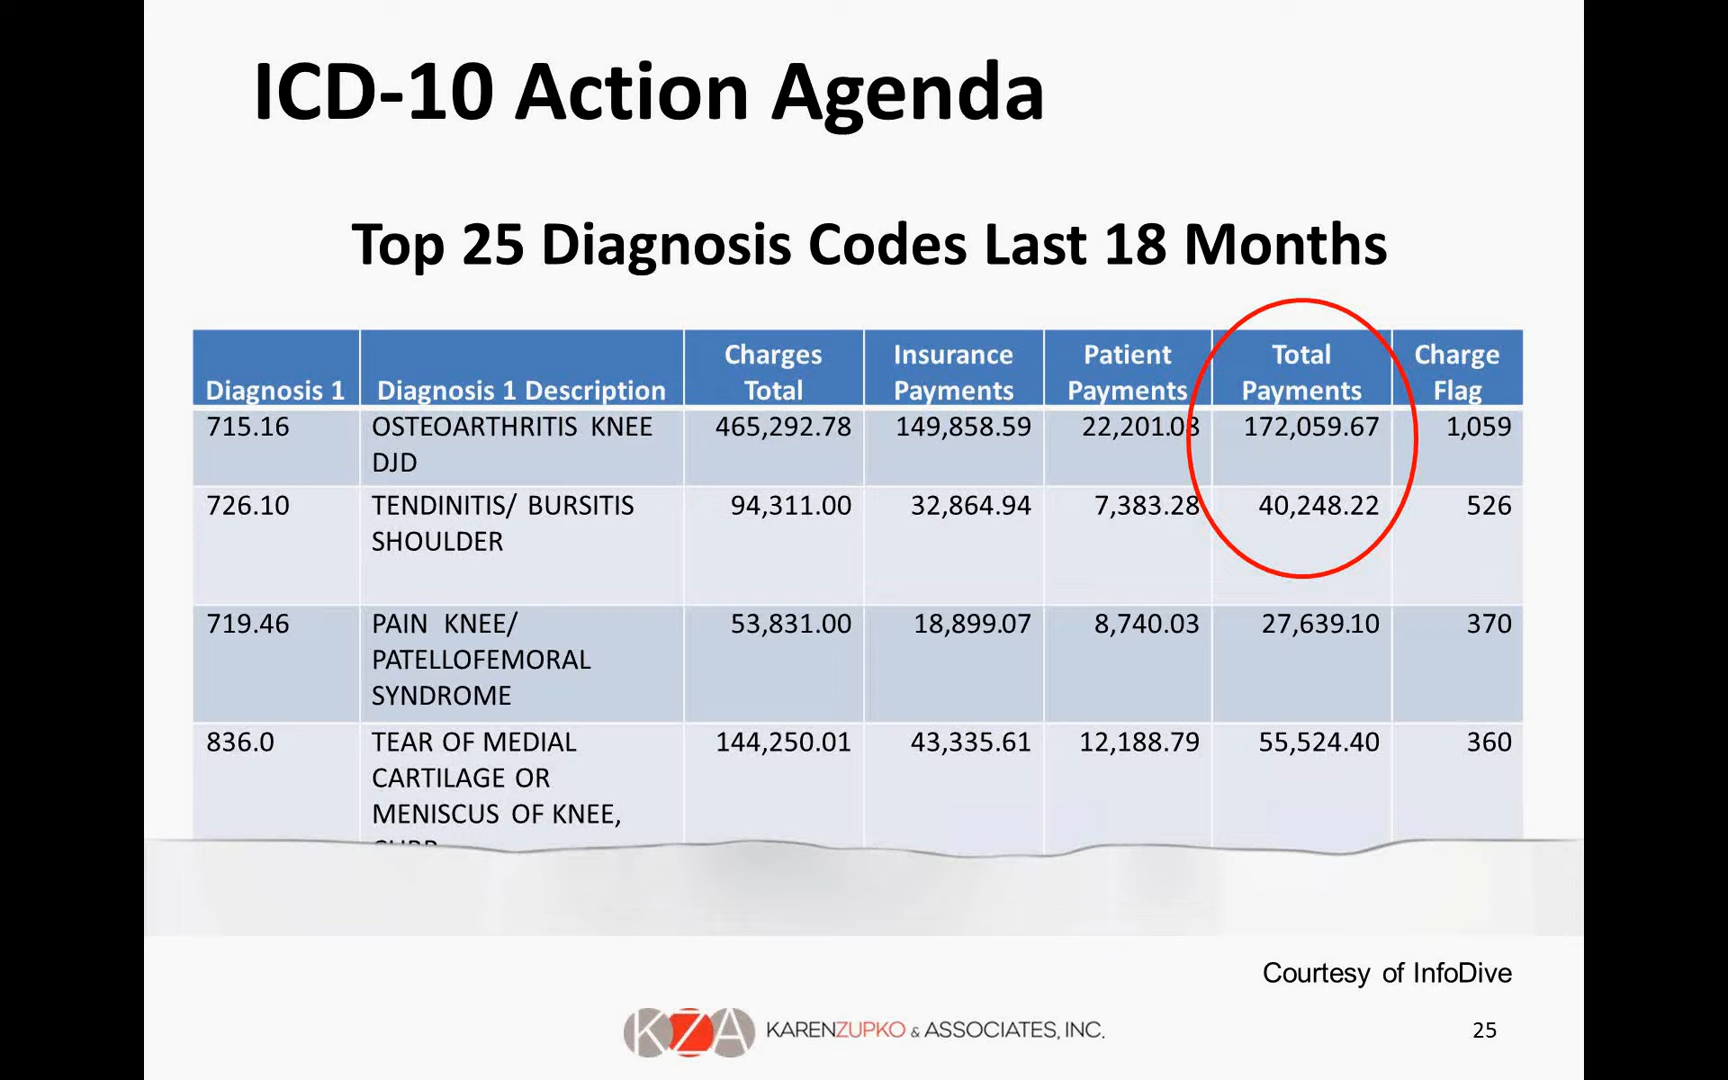 ICD-10 Action Agenda
Top 25 Diagnosis Codes Last 18 Months
Diagnosis 1 Diagnosis 1 Description Charges Total Insurance Payments Patient Payments Total Payments Charge Flag
715.16 OSTEOARTHRITIS KNEE 465,292.78 149,858.59 22,201.08 172,059.67 1,059
DJD
726.10 TENDINITIS/ BURSITIS 94,311.00 32,864.94 7,383.28 40,248.22 526
SHOULDER
719.46 PAIN KNEE/ 53,831.00 18,899.07 8,740.03 27,639.10 370
PATELLOFEMORAL
SYNDROME
836.0 TEAR OF MEDIAL 144,250.01 43,335.61 12,188.79 55,524.40 360
CARTILAGE OR
MENISCUS OF KNEE,
Courtesy of InfoDive
KZA KARENZUPKO & ASSOCIATES, INC.
25